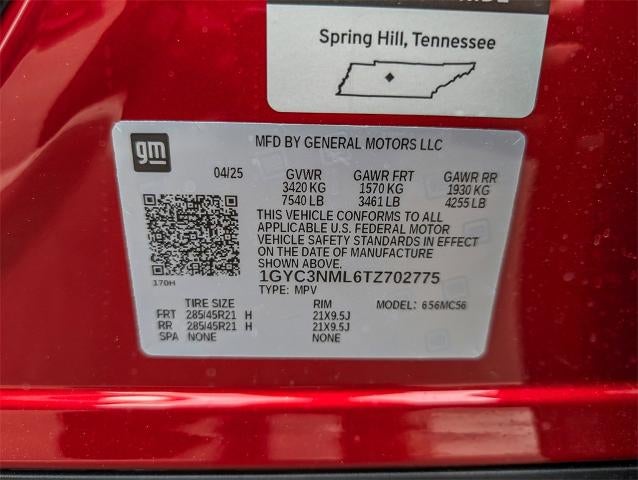 Spring Hill, Tennessee
gm
MFD BY GENERAL MOTORS LLC
04/25 GVWR GAWR FRT GAWR RR
3420 KG 1570 KG 1930 KG
7540 LB 3461 LB 4255 LB
THIS VEHICLE CONFORMS TO ALL
APPLICABLE U.S. FEDERAL MOTOR
VEHICLE SAFETY STANDARDS IN EFFECT
ON THE DATE OF MANUFACTURE
SHOWN ABOVE.
170H
1GYC3NML6TZ702775
TYPE: MPV
TIRE SIZE RIM MODEL: 656MC56
FRT 285/45R21 H 21X9.5J
RR 285/45R21 H 21X9.5J
SPA NONE NONE